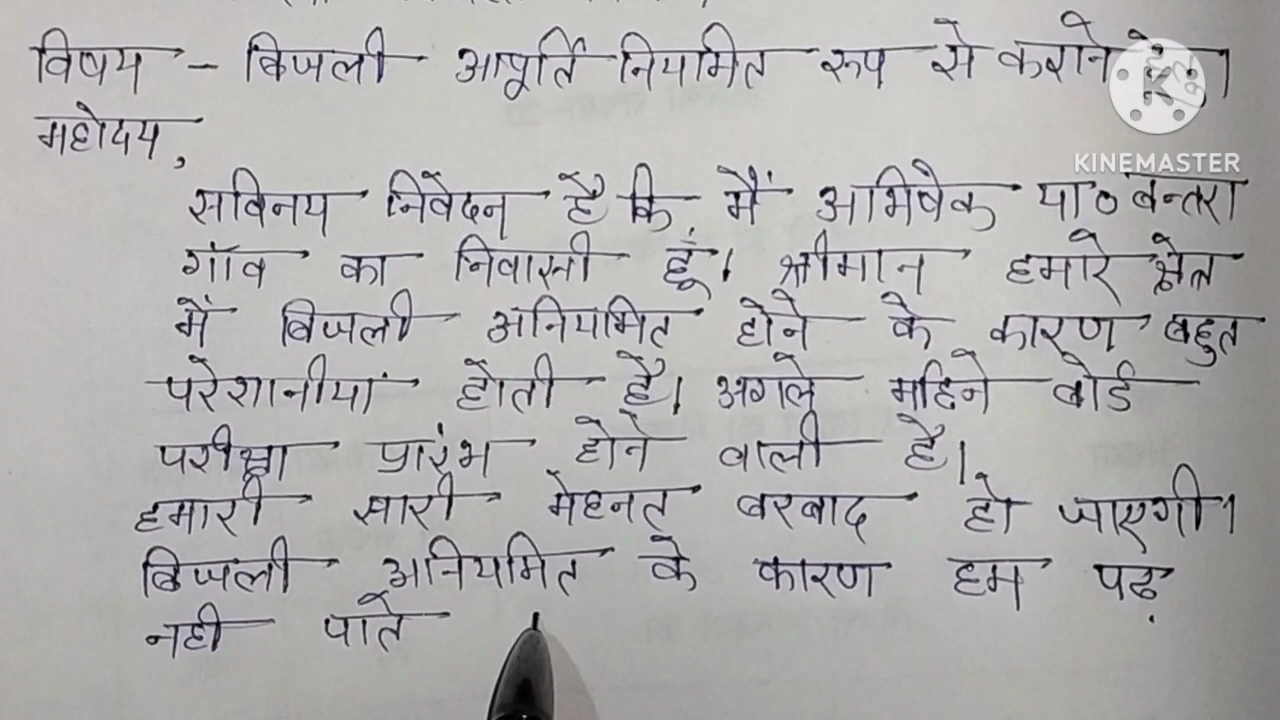 विषय - बिजली आपूर्ति नियमित रुप से कराने हेतु।
महोदय,
सविनय निवेदन है कि मैं अभिषेक पा० बन्तरा
गाँव का निवासी हूं। श्रीमान हमारे क्षेत्र
में बिजली अनियमित होने के कारण बहुत
परेशानीयां होती है। अगले महिने बोर्ड
परीक्षा प्रारंभ होने वाली है।
हमारी सारी मेहनत बरबाद हो जाएगी।
बिजली अनियमित के कारण हम पढ़
नही पाते
K
KINEMASTER